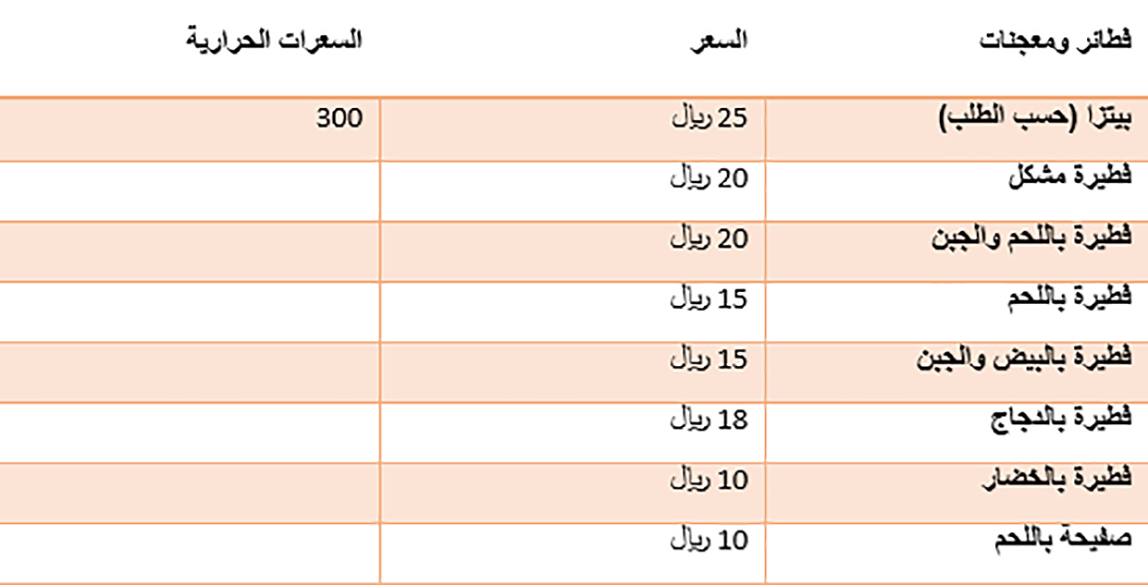 فطائر ومعجنات السعر السعرات الحرارية
بيتزا (حسب الطلب) 25 ريال 300
فطيرة مشكل 20 ريال
فطيرة باللحم والجبن 20 ريال
فطيرة باللحم 15 ريال
فطيرة بالبيض والجبن 15 ريال
فطيرة بالدجاج 18 ريال
فطيرة بالخضار 10 ريال
صفيحة باللحم 10 ريال